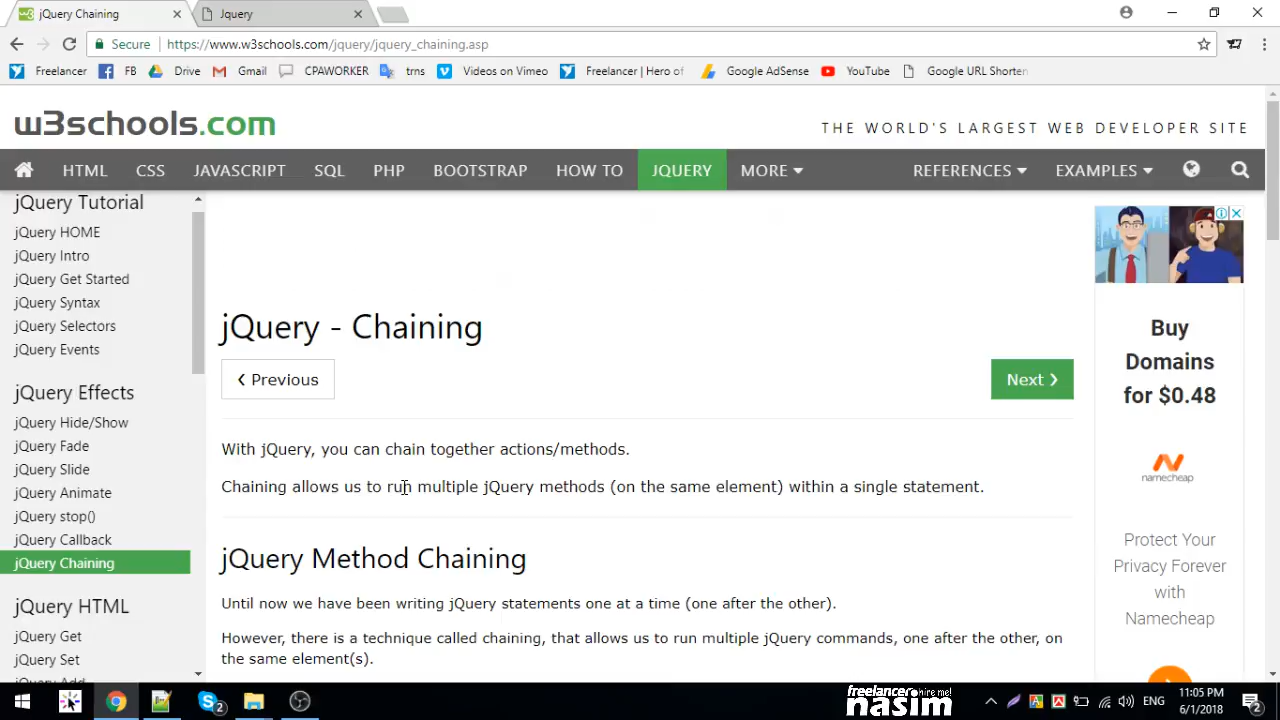 jQuery Chaining
Jquery
Secure
https://www.w3schools.com/jquery/jquery_chaining.asp
Freelancer
FB
Drive
Gmail
CPAWORKER
trns
Videos on Vimeo
Freelancer | Hero of
Google AdSense
YouTube
Google URL Shorten
w3schools.com
THE WORLD'S LARGEST WEB DEVELOPER SITE
HTML
CSS
JAVASCRIPT
SQL
PHP
BOOTSTRAP
HOW TO
JQUERY
MORE
REFERENCES
EXAMPLES
jQuery Tutorial
jQuery HOME
jQuery Intro
jQuery Get Started
jQuery Syntax
jQuery Selectors
jQuery Events
jQuery Effects
jQuery Hide/Show
jQuery Fade
jQuery Slide
jQuery Animate
jQuery stop()
jQuery Callback
jQuery Chaining
jQuery HTML
jQuery Get
jQuery Set
jQuery - Chaining
❮ Previous
Next ❯
With jQuery, you can chain together actions/methods.
Chaining allows us to run multiple jQuery methods (on the same element) within a single statement.
jQuery Method Chaining
Until now we have been writing jQuery statements one at a time (one after the other).
However, there is a technique called chaining, that allows us to run multiple jQuery commands, one after the other, on
the same element(s).
Buy
Domains
for $0.48
namecheap
Protect Your
Privacy Forever
with
Namecheap
2
freelancer hire me!
nasim
ENG
11:05 PM
6/1/2018
2